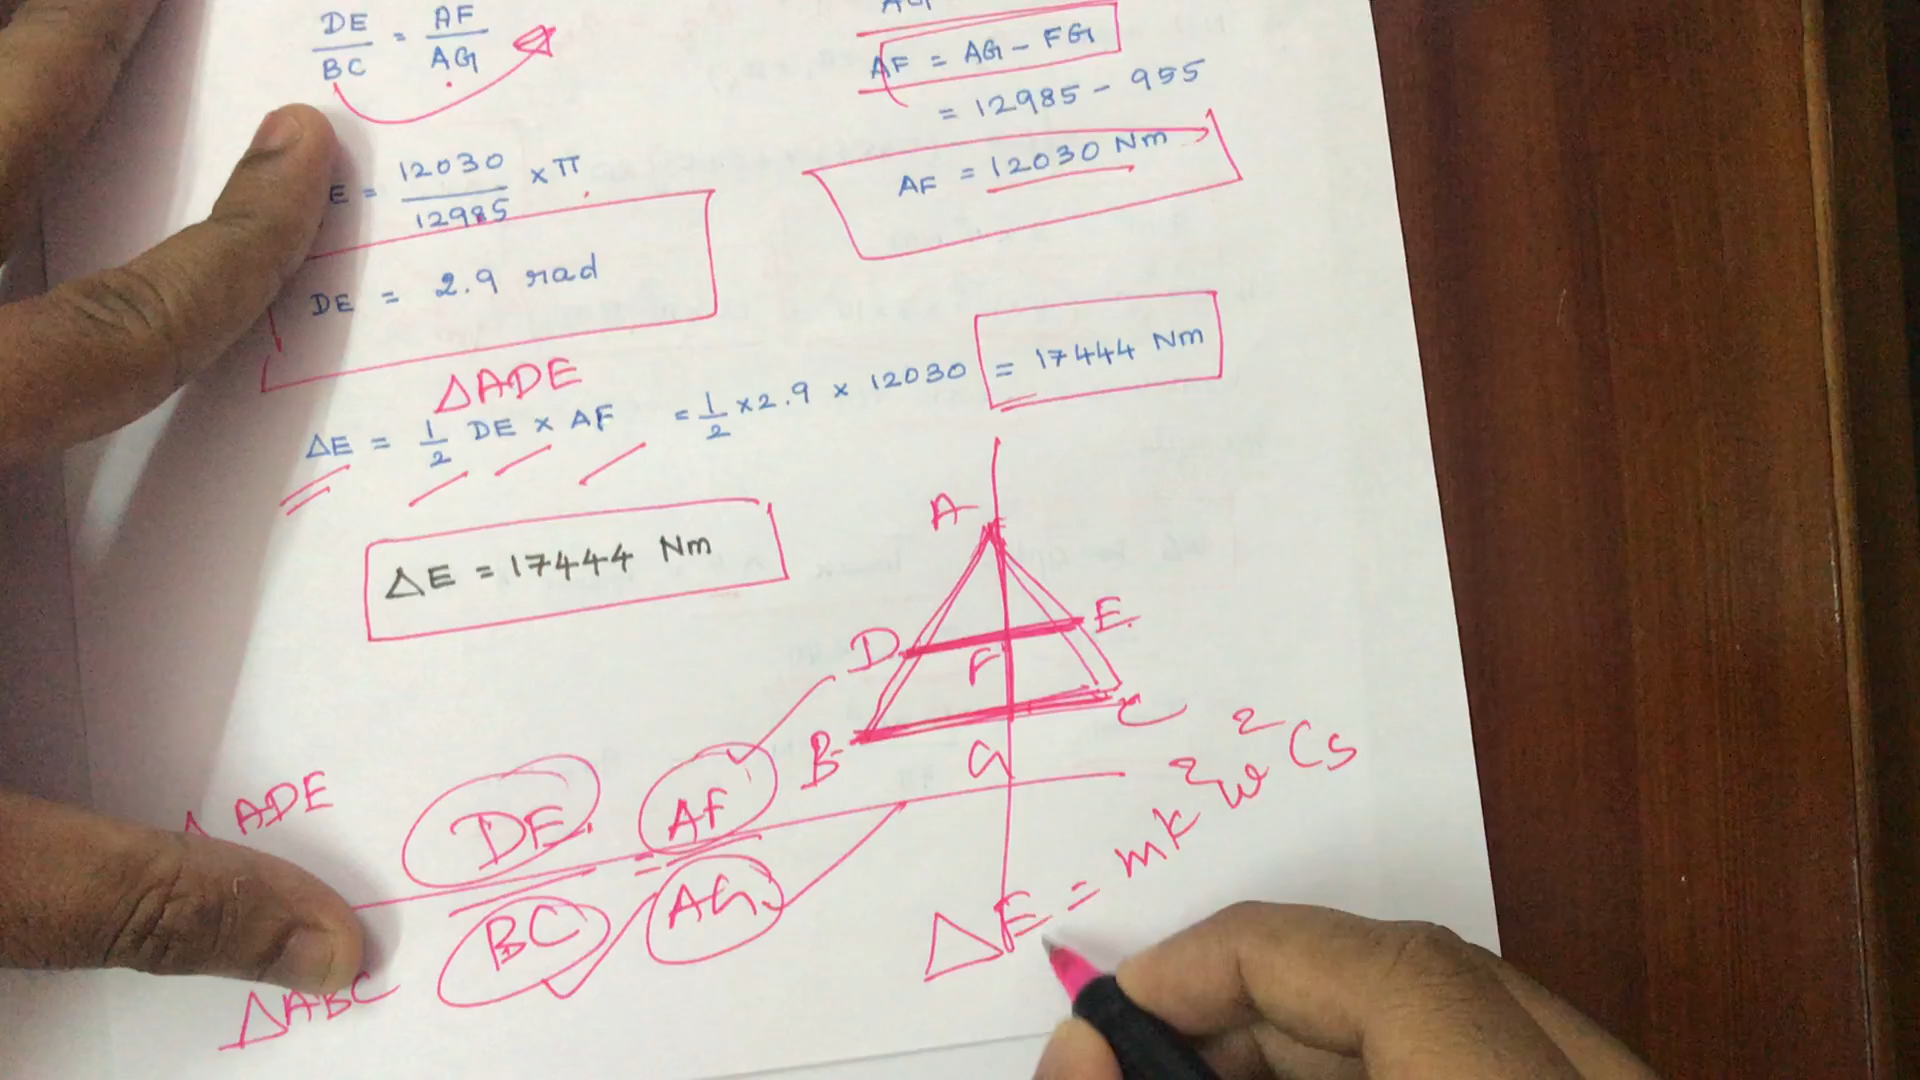 DE/BC = AF/AG
AF = AG - FG
= 12985 - 955
AF = 12030 Nm
E = 12030/12985 × π
DE = 2.9 rad
ΔADE
ΔE = 1/2 DE × AF = 1/2 × 2.9 × 12030 = 17444 Nm
ΔE = 17444 Nm
A
D E
F
B C
G
ADE DE = AF
ΔABC BC AG
ΔE = mk²ω²Cs